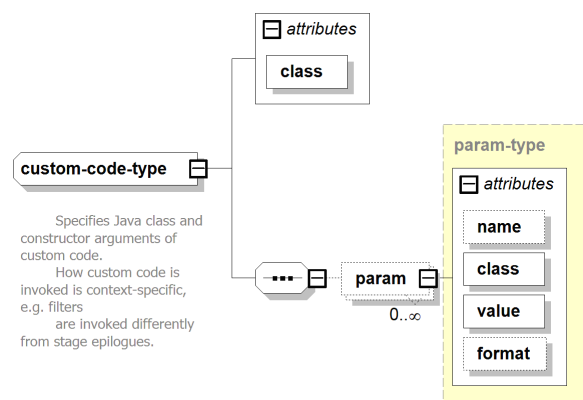 attributes
class
custom-code-type
Specifies Java class and
constructor arguments of
custom code.
How custom code is
invoked is context-specific,
e.g. filters
are invoked differently
from stage epilogues.
param
0..∞
param-type
attributes
name
class
value
format